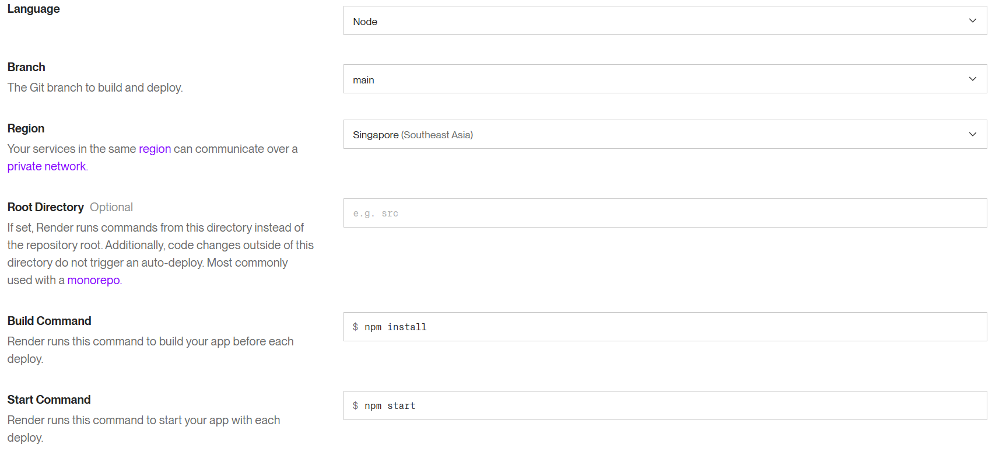 Language
Node
Branch
The Git branch to build and deploy.
main
Region
Your services in the same region can communicate over a
private network.
Singapore (Southeast Asia)
Root Directory Optional
If set, Render runs commands from this directory instead of
the repository root. Additionally, code changes outside of this
directory do not trigger an auto-deploy. Most commonly
used with a monorepo.
e.g. src
Build Command
Render runs this command to build your app before each
deploy.
$ npm install
Start Command
Render runs this command to start your app with each
deploy.
$ npm start